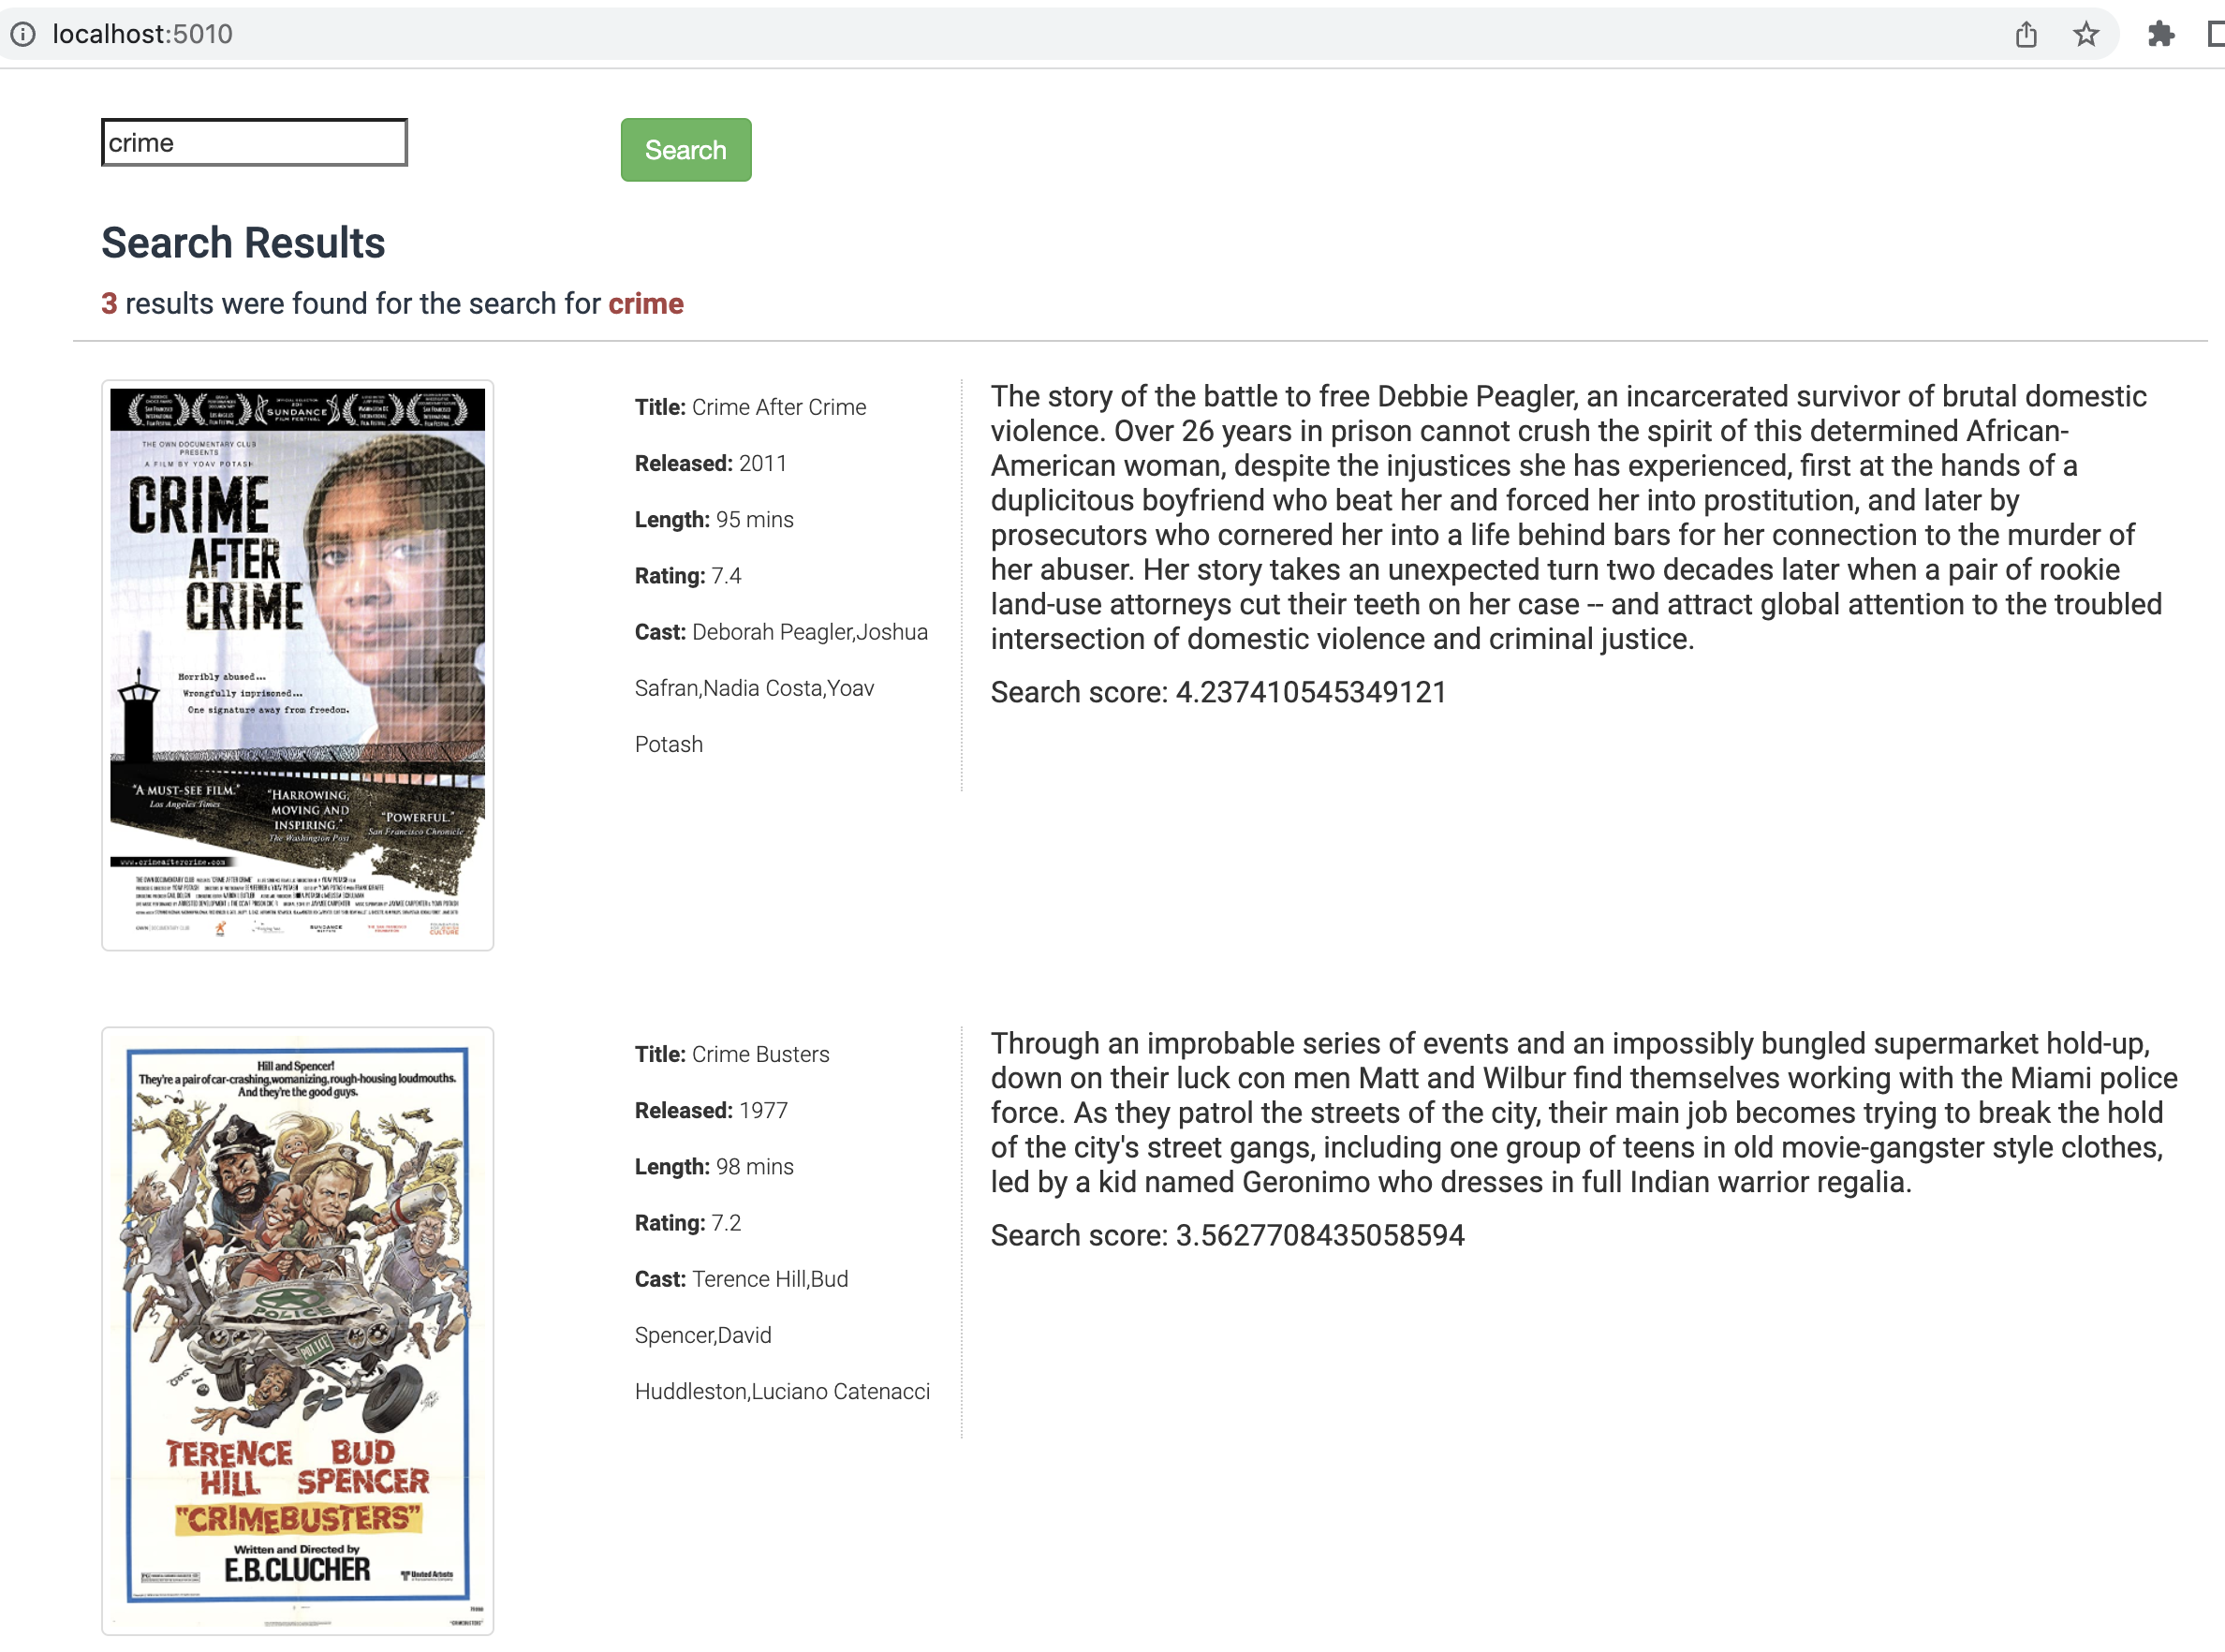 localhost:5010
crime
Search
Search Results
3 results were found for the search for crime
SUNDANCE
THE OWN DOCUMENTARY CLUB
PRESENTS
A FILM BY YOAV POTASH
CRIME
AFTER
CRIME
Horribly abused...
Wrongfully imprisoned...
One signature away from freedom.
"A MUST-SEE FILM."
Los Angeles Times
"HARROWING,
MOVING AND
INSPIRING."
The Washington Post
"POWERFUL."
San Francisco Chronicle
www.crimeaftercrime.com
Title: Crime After Crime
Released: 2011
Length: 95 mins
Rating: 7.4
Cast: Deborah Peagler,Joshua
Safran,Nadia Costa,Yoav
Potash
The story of the battle to free Debbie Peagler, an incarcerated survivor of brutal domestic
violence. Over 26 years in prison cannot crush the spirit of this determined African-
American woman, despite the injustices she has experienced, first at the hands of a
duplicitous boyfriend who beat her and forced her into prostitution, and later by
prosecutors who cornered her into a life behind bars for her connection to the murder of
her abuser. Her story takes an unexpected turn two decades later when a pair of rookie
land-use attorneys cut their teeth on her case -- and attract global attention to the troubled
intersection of domestic violence and criminal justice.
Search score: 4.237410545349121
Hill and Spencer!
They're a pair of car-crashing,womanizing,rough-housing loudmouths.
And they're the good guys.
POLICE
POLICE
TERENCE HILL
BUD SPENCER
"CRIMEBUSTERS"
Written and Directed by
E.B.CLUCHER
United Artists
Title: Crime Busters
Released: 1977
Length: 98 mins
Rating: 7.2
Cast: Terence Hill,Bud
Spencer,David
Huddleston,Luciano Catenacci
Through an improbable series of events and an impossibly bungled supermarket hold-up,
down on their luck con men Matt and Wilbur find themselves working with the Miami police
force. As they patrol the streets of the city, their main job becomes trying to break the hold
of the city's street gangs, including one group of teens in old movie-gangster style clothes,
led by a kid named Geronimo who dresses in full Indian warrior regalia.
Search score: 3.5627708435058594